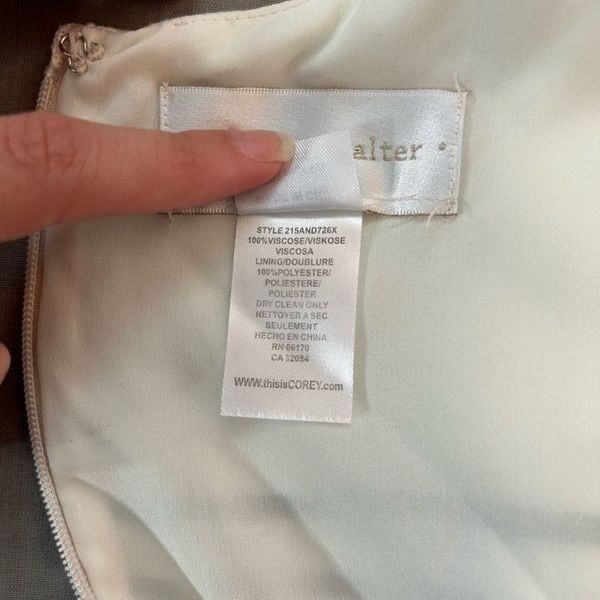 alter •
STYLE 215AND726X
100%VISCOSE/VISKOSE
VISCOSA
LINING/DOUBLURE
100%POLYESTER/
POLIESTERE/
POLIESTER
DRY CLEAN ONLY
NETTOYER A SEC
SEULEMENT
HECHO EN CHINA
RN 66170
CA 32054
WWW.thisisCOREY.com